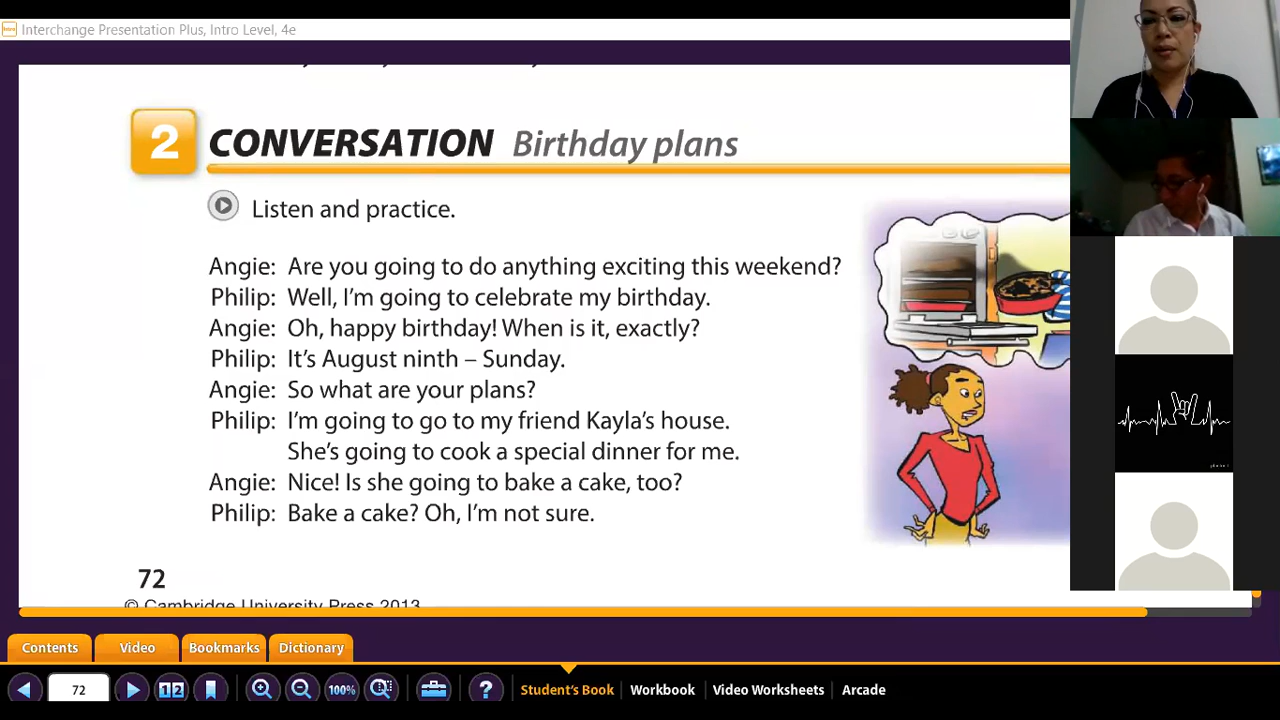 Interchange Presentation Plus, Intro Level, 4e
2 CONVERSATION Birthday plans
Listen and practice.
Angie: Are you going to do anything exciting this weekend?
Philip: Well, I'm going to celebrate my birthday.
Angie: Oh, happy birthday! When is it, exactly?
Philip: It's August ninth – Sunday.
Angie: So what are your plans?
Philip: I'm going to go to my friend Kayla's house.
She's going to cook a special dinner for me.
Angie: Nice! Is she going to bake a cake, too?
Philip: Bake a cake? Oh, I'm not sure.
72
© Cambridge University Press 2013
Contents Video Bookmarks Dictionary
72 12 100% ? Student's Book Workbook Video Worksheets Arcade